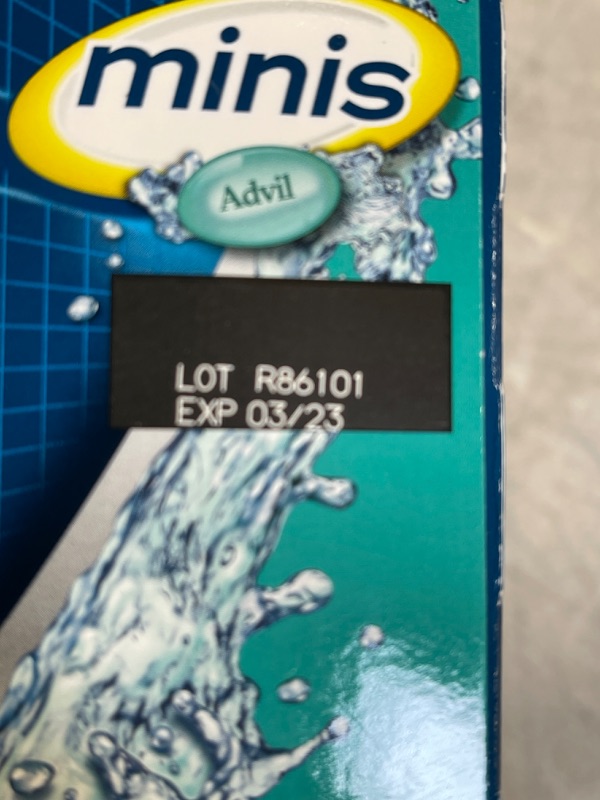 minis
Advil
LOT R86101
EXP 03/23